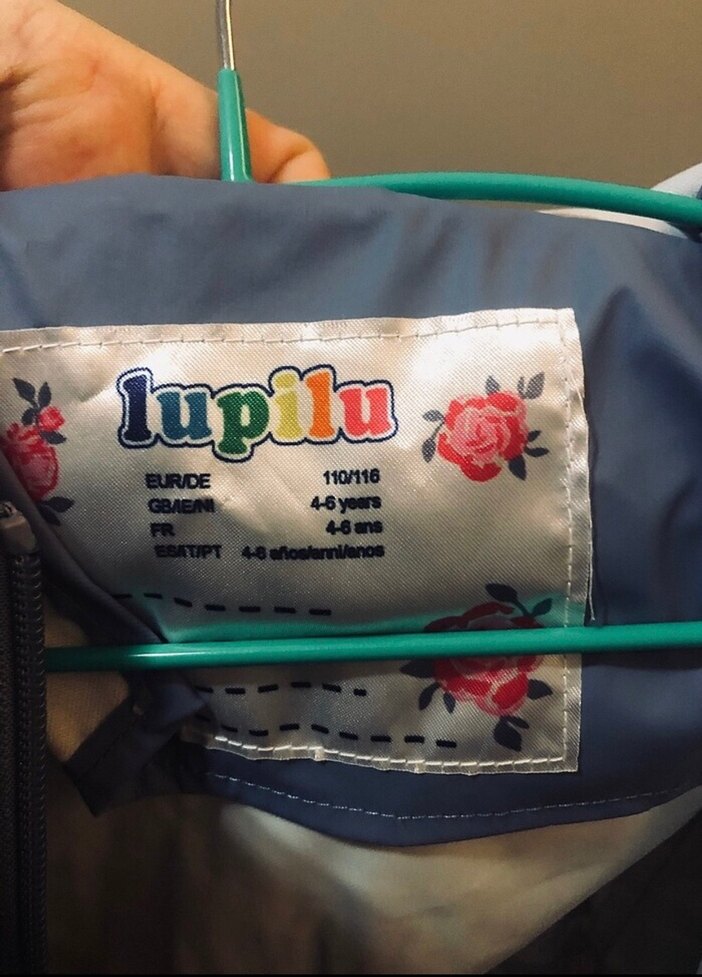 lupilu
EUR/DE 110/116
GB/IE/NI 4-6 years
FR 4-6 ans
ES/IT/PT 4-6 años/anni/anos